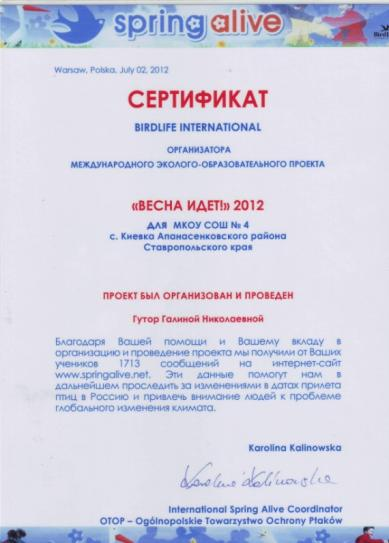 spring alive
Warsaw, Polska, July 02, 2012
СЕРТИФИКАТ
BIRDLIFE INTERNATIONAL
ОРГАНИЗАТОРА
МЕЖДУНАРОДНОГО ЭКОЛОГО-ОБРАЗОВАТЕЛЬНОГО ПРОЕКТА
«ВЕСНА ИДЕТ!» 2012
ДЛЯ МКОУ СОШ № 4
с. Киевка Апанасенковского района
Ставропольского края
ПРОЕКТ БЫЛ ОРГАНИЗОВАН И ПРОВЕДЕН
Гутор Галиной Николаевной
Благодаря Вашей помощи и Вашему вкладу в
организацию и проведение проекта мы получили от Ваших
учеников 1713 сообщений на интернет-сайт
www.springalive.net. Эти данные помогут нам в
дальнейшем проследить за изменениями в датах прилета
птиц в Россию и привлечь внимание людей к проблеме
глобального изменения климата.
Karolina Kalinowska
Karolina Kalinowska
International Spring Alive Coordinator
OTOP – Ogólnopolskie Towarzystwo Ochrony Ptaków